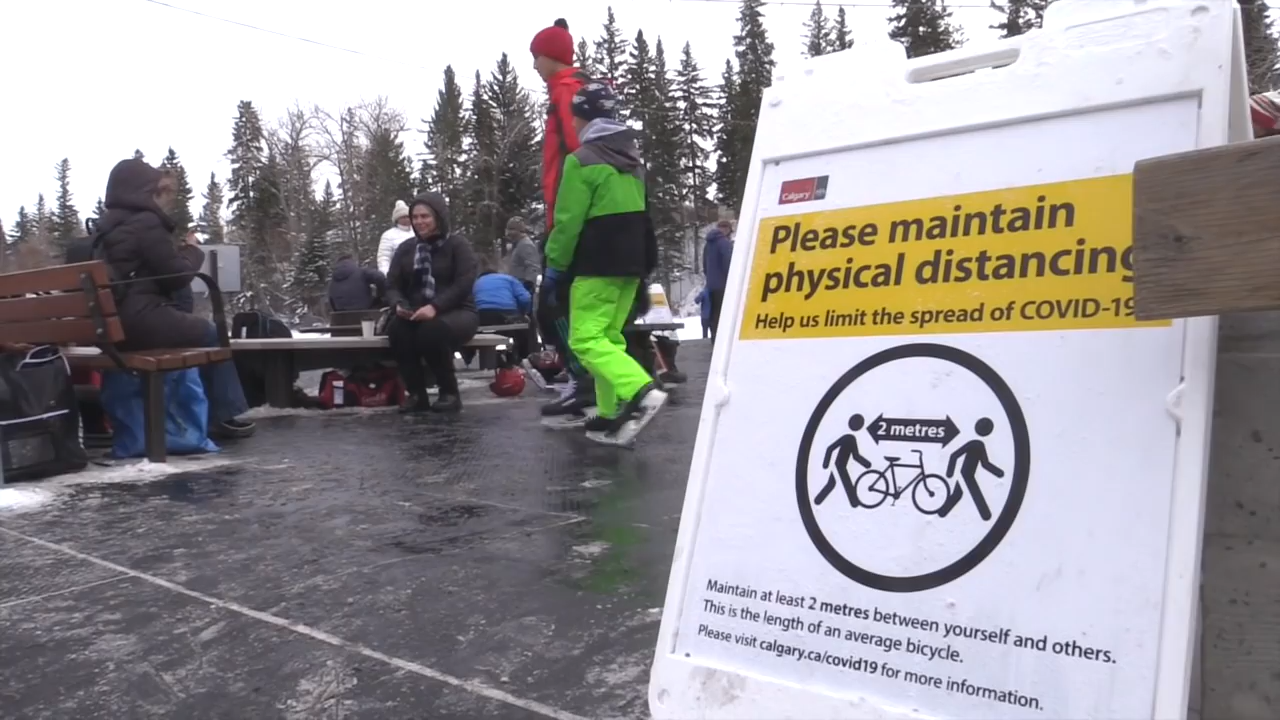 Calgary
Please maintain
physical distancing
Help us limit the spread of COVID-19
2 metres
Maintain at least 2 metres between yourself and others.
This is the length of an average bicycle.
Please visit calgary.ca/covid19 for more information.